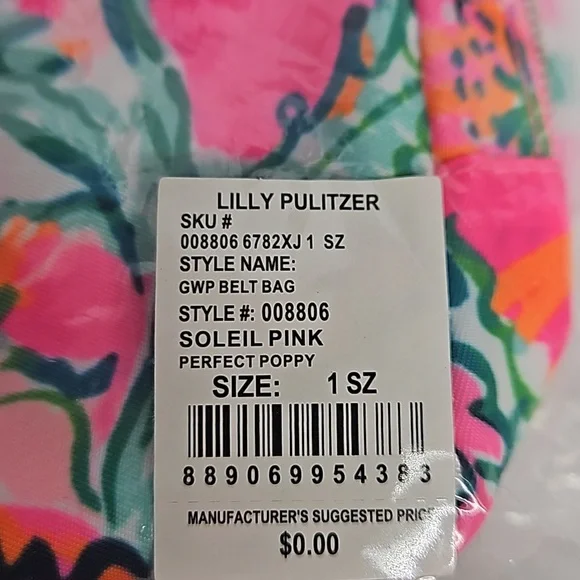 LILLY PULITZER
SKU #
008806 6782XJ 1 SZ
STYLE NAME:
GWP BELT BAG
STYLE #: 008806
SOLEIL PINK
PERFECT POPPY
SIZE: 1 SZ
889069954383
MANUFACTURER'S SUGGESTED PRICE
$0.00